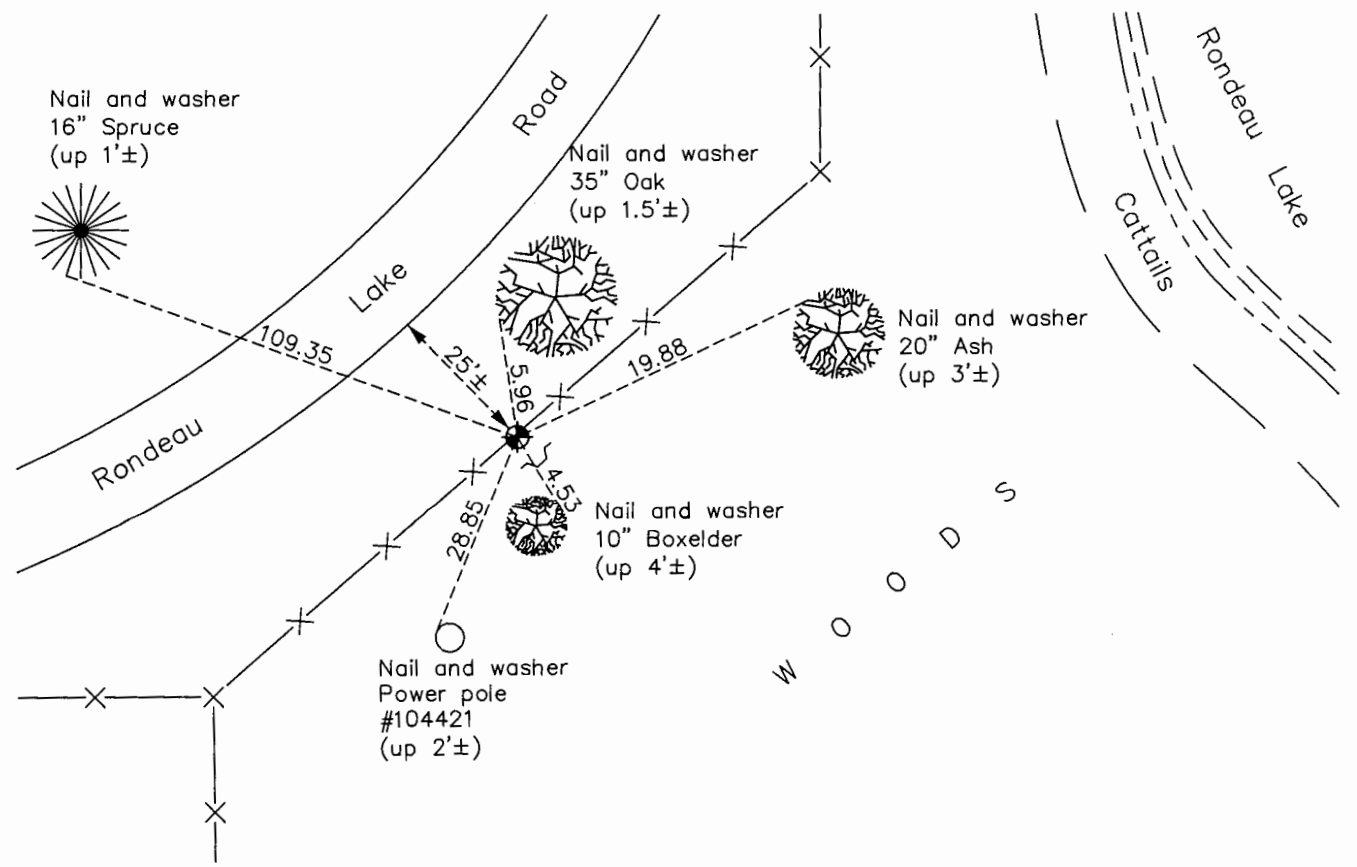 Nail and washer
16" Spruce
(up 1'±)
Rondeau Lake Road
Nail and washer
35" Oak
(up 1.5'±)
Rondeau Lake
Cattails
109.35
25'±
5.96
19.88
Nail and washer
20" Ash
(up 3'±)
4.53
28.85
Nail and washer
10" Boxelder
(up 4'±)
WOODS
Nail and washer
Power pole
#104421
(up 2'±)